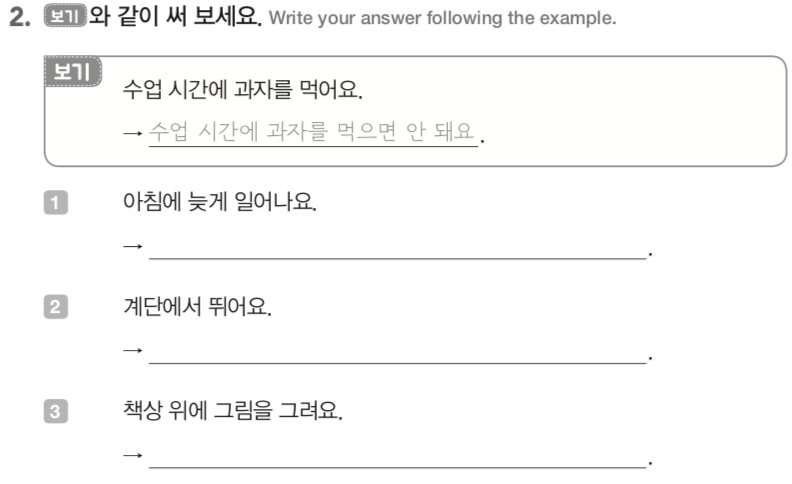 2. 보기와 같이 써 보세요. Write your answer following the example.
보기
수업 시간에 과자를 먹어요.
→ 수업 시간에 과자를 먹으면 안 돼요.
1 아침에 늦게 일어나요.
→ .
2 계단에서 뛰어요.
→ .
3 책상 위에 그림을 그려요.
→ .